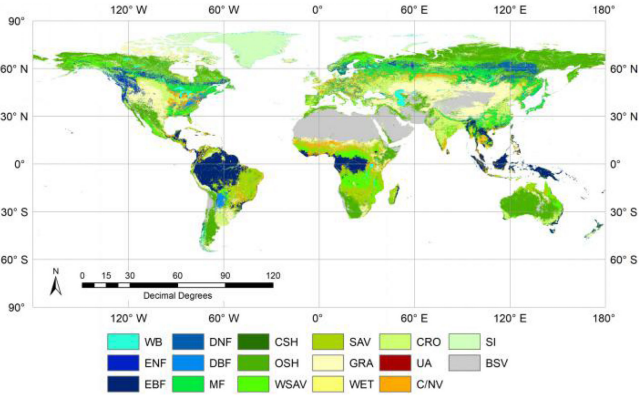 120° W 60° W 0° 60° E 120° E 180°
90°
60° N 60° N
30° N 30° N
0° 0°
30° S 30° S
60° S 60° S
N
0 15 30 60 90 120
Decimal Degrees
90° 90°
120° W 60° W 0° 60° E 120° E 180°
WB DNF CSH SAV CRO SI
ENF DBF OSH GRA UA BSV
EBF MF WSAV WET C/NV